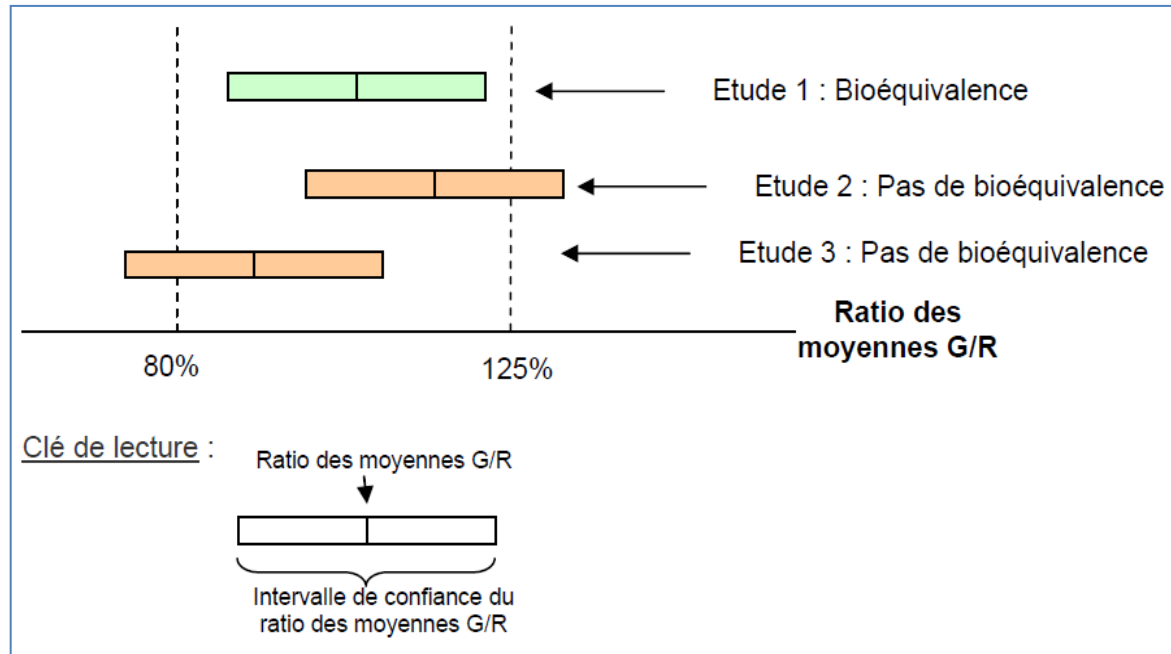 Etude 1 : Bioéquivalence
Etude 2 : Pas de bioéquivalence
Etude 3 : Pas de bioéquivalence
Ratio des
moyennes G/R
80%
125%
Clé de lecture :
Ratio des moyennes G/R
Intervalle de confiance du
ratio des moyennes G/R